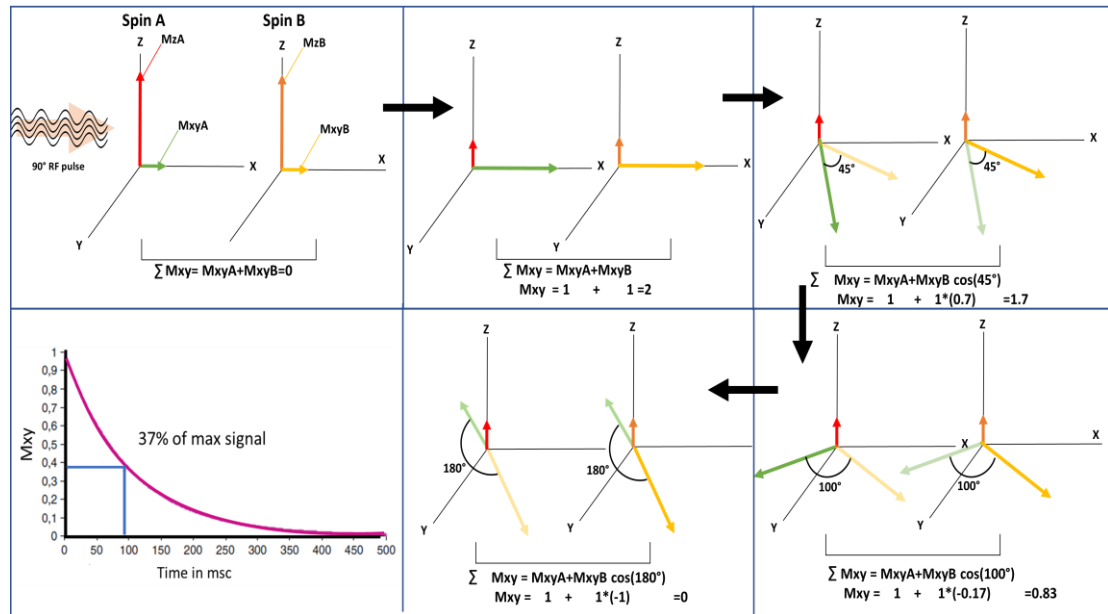 Spin A
Spin B
Z
MzA
Z
MzB
MxyA
MxyB
X
X
90° RF pulse
Y
Y
∑ Mxy= MxyA+MxyB=0
Z
Z
X
X
Y
Y
∑ Mxy = MxyA+MxyB
Mxy = 1 + 1 =2
Z
Z
X
X
45°
45°
Y
Y
∑ Mxy = MxyA+MxyB cos(45°)
Mxy = 1 + 1*(0.7) =1.7
Mxy
1
0,9
0,8
0,7
0,6
0,5
0,4
0,3
0,2
0,1
0
37% of max signal
0 50 100 150 200 250 300 350 400 450 500
Time in msc
Z
Z
X
180°
180°
Y
Y
∑ Mxy = MxyA+MxyB cos(180°)
Mxy = 1 + 1*(-1) =0
Z
Z
X
X
100°
100°
Y
Y
∑ Mxy = MxyA+MxyB cos(100°)
Mxy = 1 + 1*(-0.17) =0.83